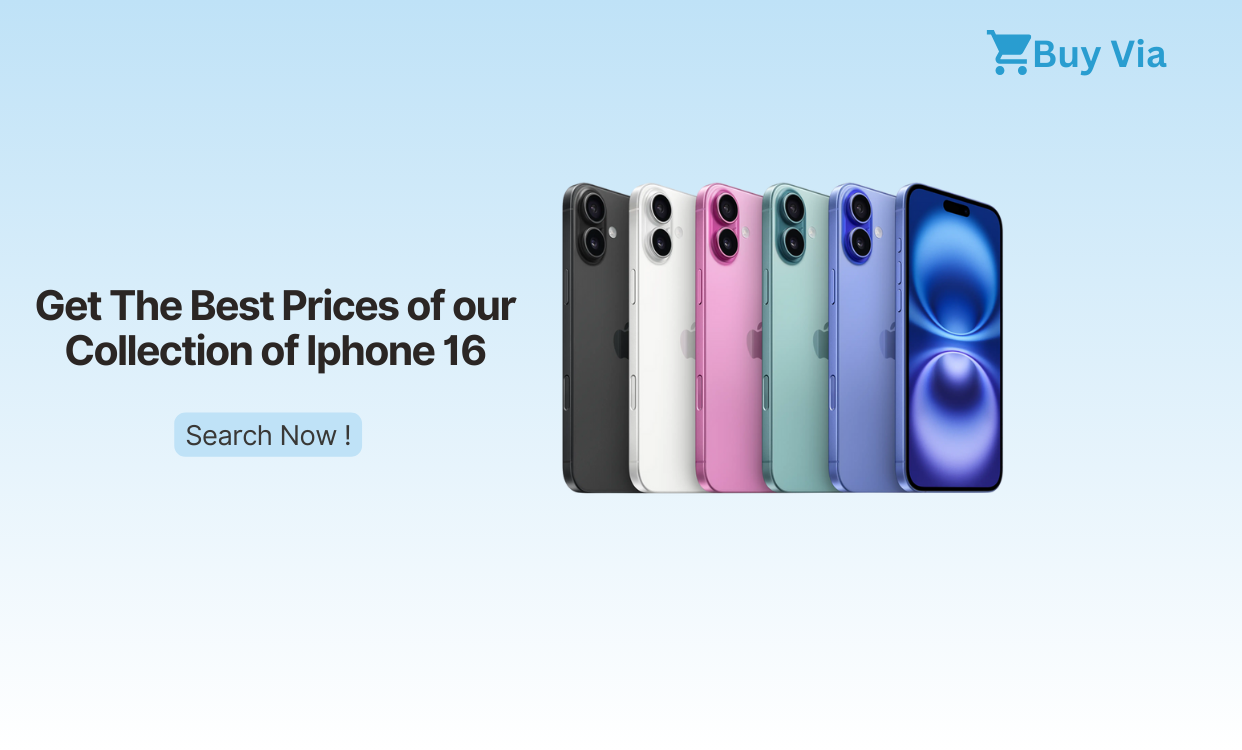 Buy Via
Get The Best Prices of our
Collection of Iphone 16
Search Now !